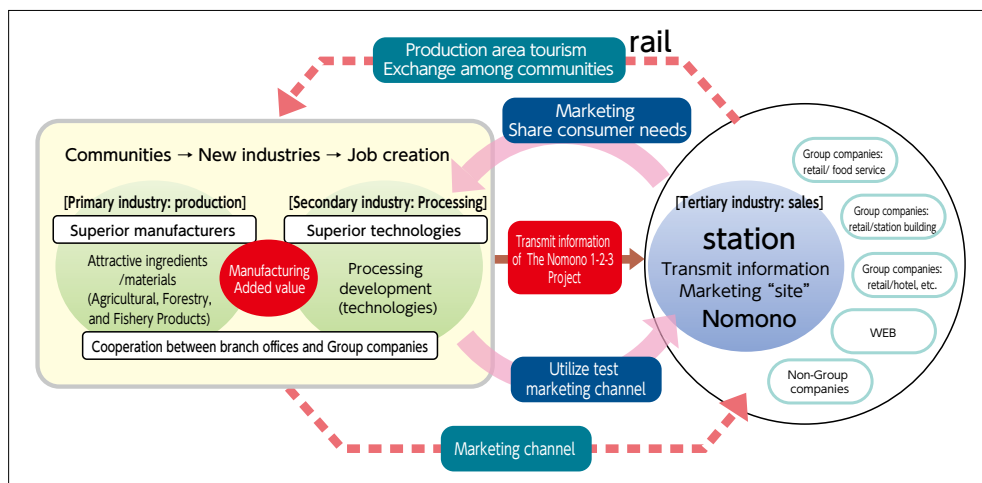 Production area tourism
Exchange among communities
rail
Marketing
Share consumer needs
Communities → New industries → Job creation
[Primary industry: production]
Superior manufacturers
Attractive ingredients
/materials
(Agricultural, Forestry,
and Fishery Products)
Manufacturing
Added value
[Secondary industry: Processing]
Superior technologies
Processing
development
(technologies)
Cooperation between branch offices and Group companies
Transmit information
of The Nomono 1-2-3
Project
[Tertiary industry: sales]
station
Transmit information
Marketing “site”
Nomono
Group companies:
retail/ food service
Group companies:
retail/station building
Group companies:
retail/hotel, etc.
WEB
Non-Group
companies
Utilize test
marketing channel
Marketing channel